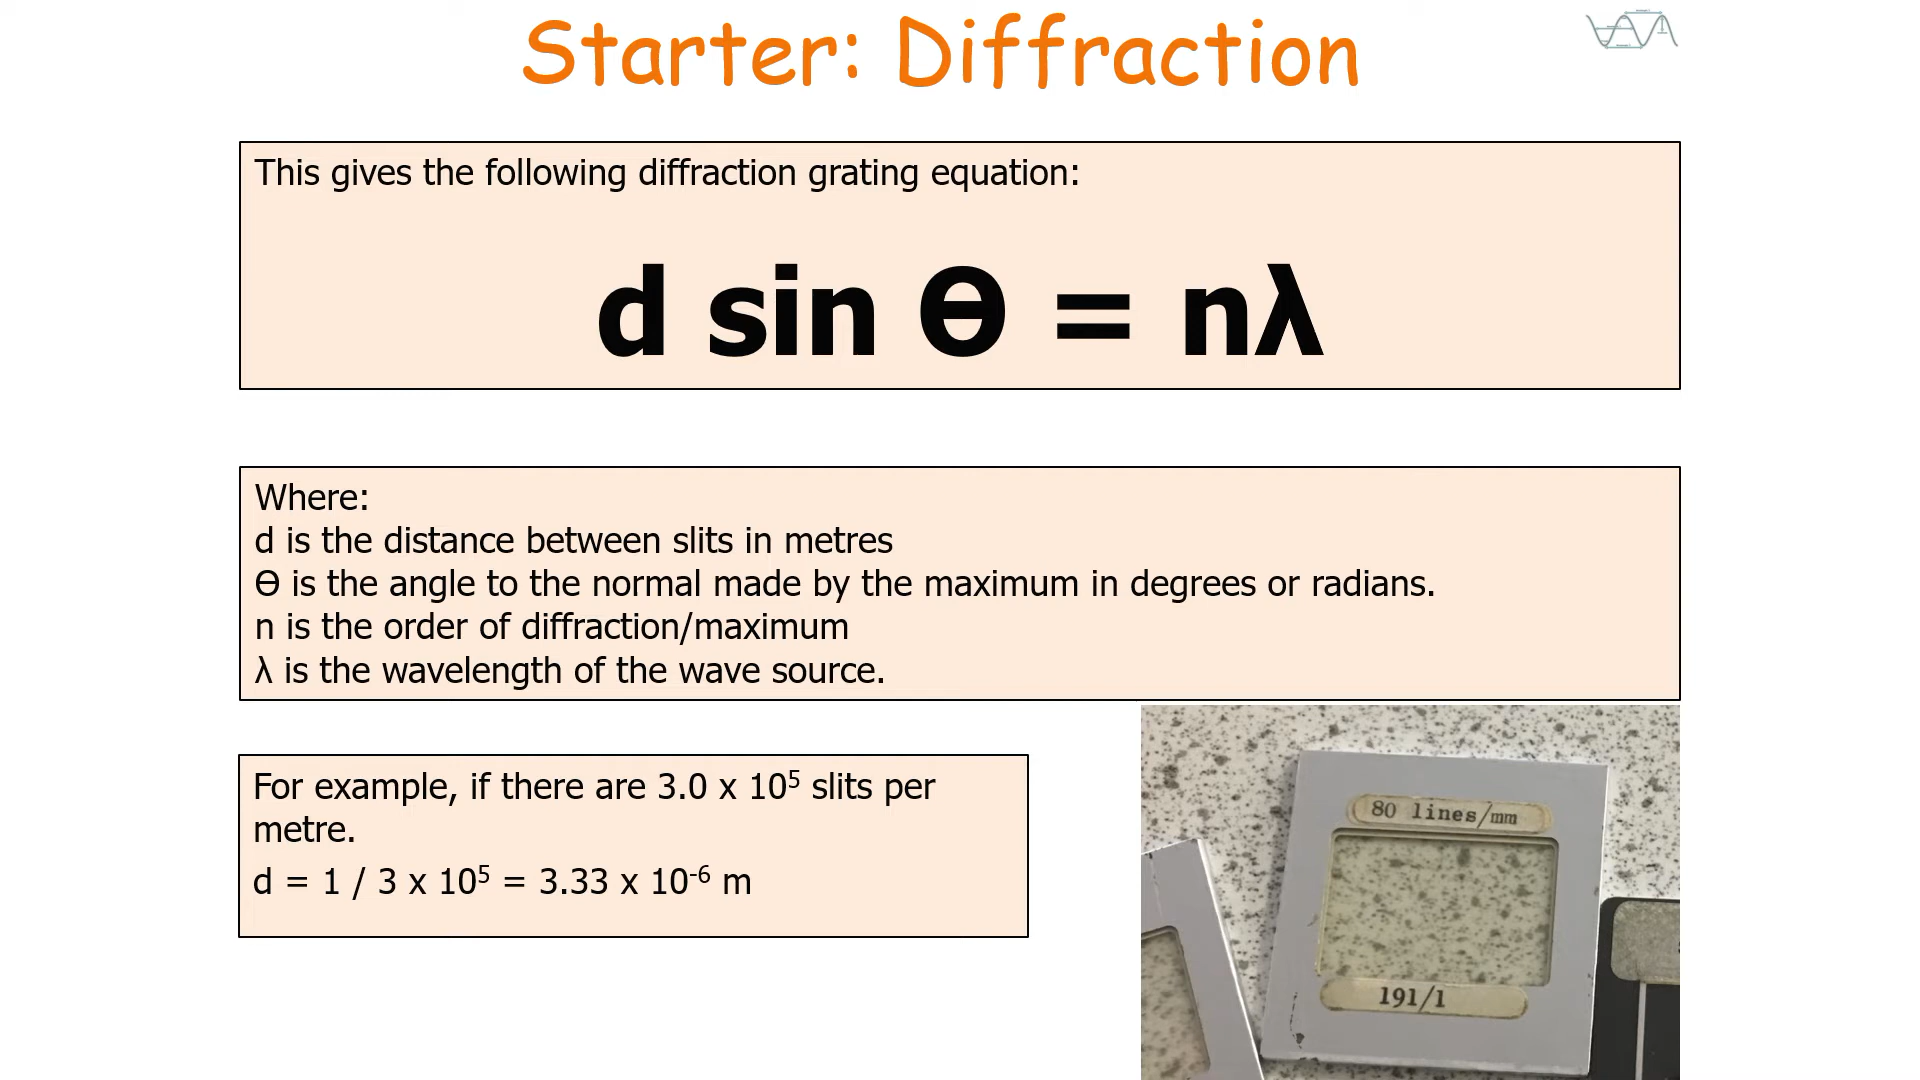 Starter: Diffraction
This gives the following diffraction grating equation:
d sin Ɵ = nλ
Where:
d is the distance between slits in metres
Ɵ is the angle to the normal made by the maximum in degrees or radians.
n is the order of diffraction/maximum
λ is the wavelength of the wave source.
For example, if there are 3.0 x 10⁵ slits per
metre.
d = 1 / 3 x 10⁵ = 3.33 x 10⁻⁶ m
80 lines/mm
191/1